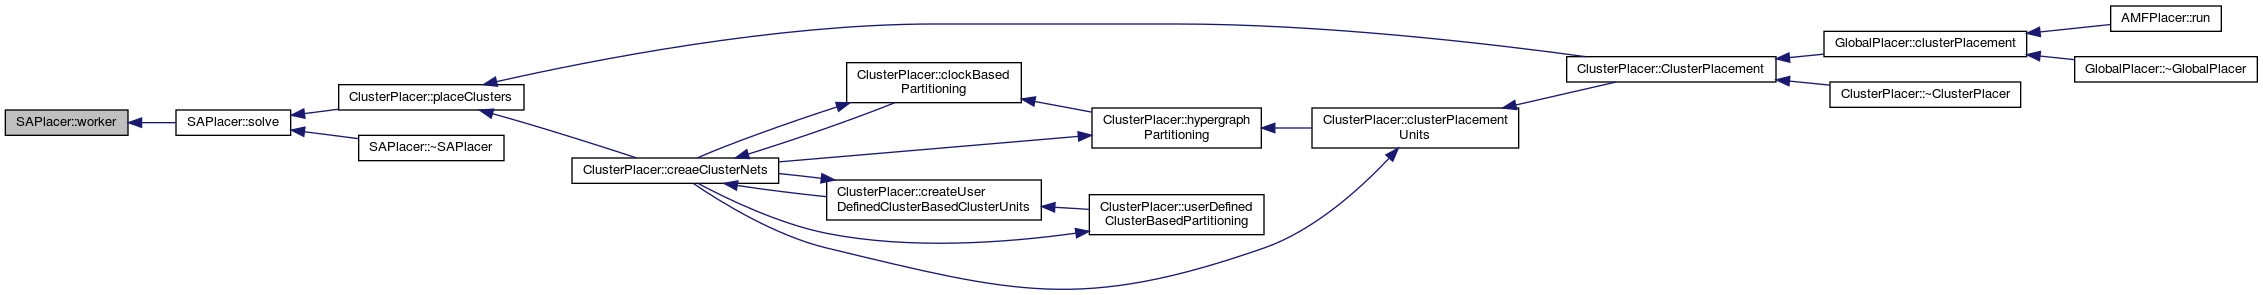 SAPlacer::worker
SAPlacer::solve
ClusterPlacer::placeClusters
SAPlacer::~SAPlacer
ClusterPlacer::creaeClusterNets
ClusterPlacer::clockBased
Partitioning
ClusterPlacer::createUser
DefinedClusterBasedClusterUnits
ClusterPlacer::hypergraph
Partitioning
ClusterPlacer::userDefined
ClusterBasedPartitioning
ClusterPlacer::clusterPlacement
Units
ClusterPlacer::ClusterPlacement
GlobalPlacer::clusterPlacement
ClusterPlacer::~ClusterPlacer
AMFPlacer::run
GlobalPlacer::~GlobalPlacer